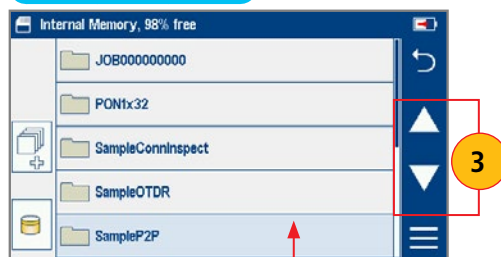 Internal Memory, 98% free
JOB000000000
PON1x32
SampleConnInspect
SampleOTDR
SampleP2P
3